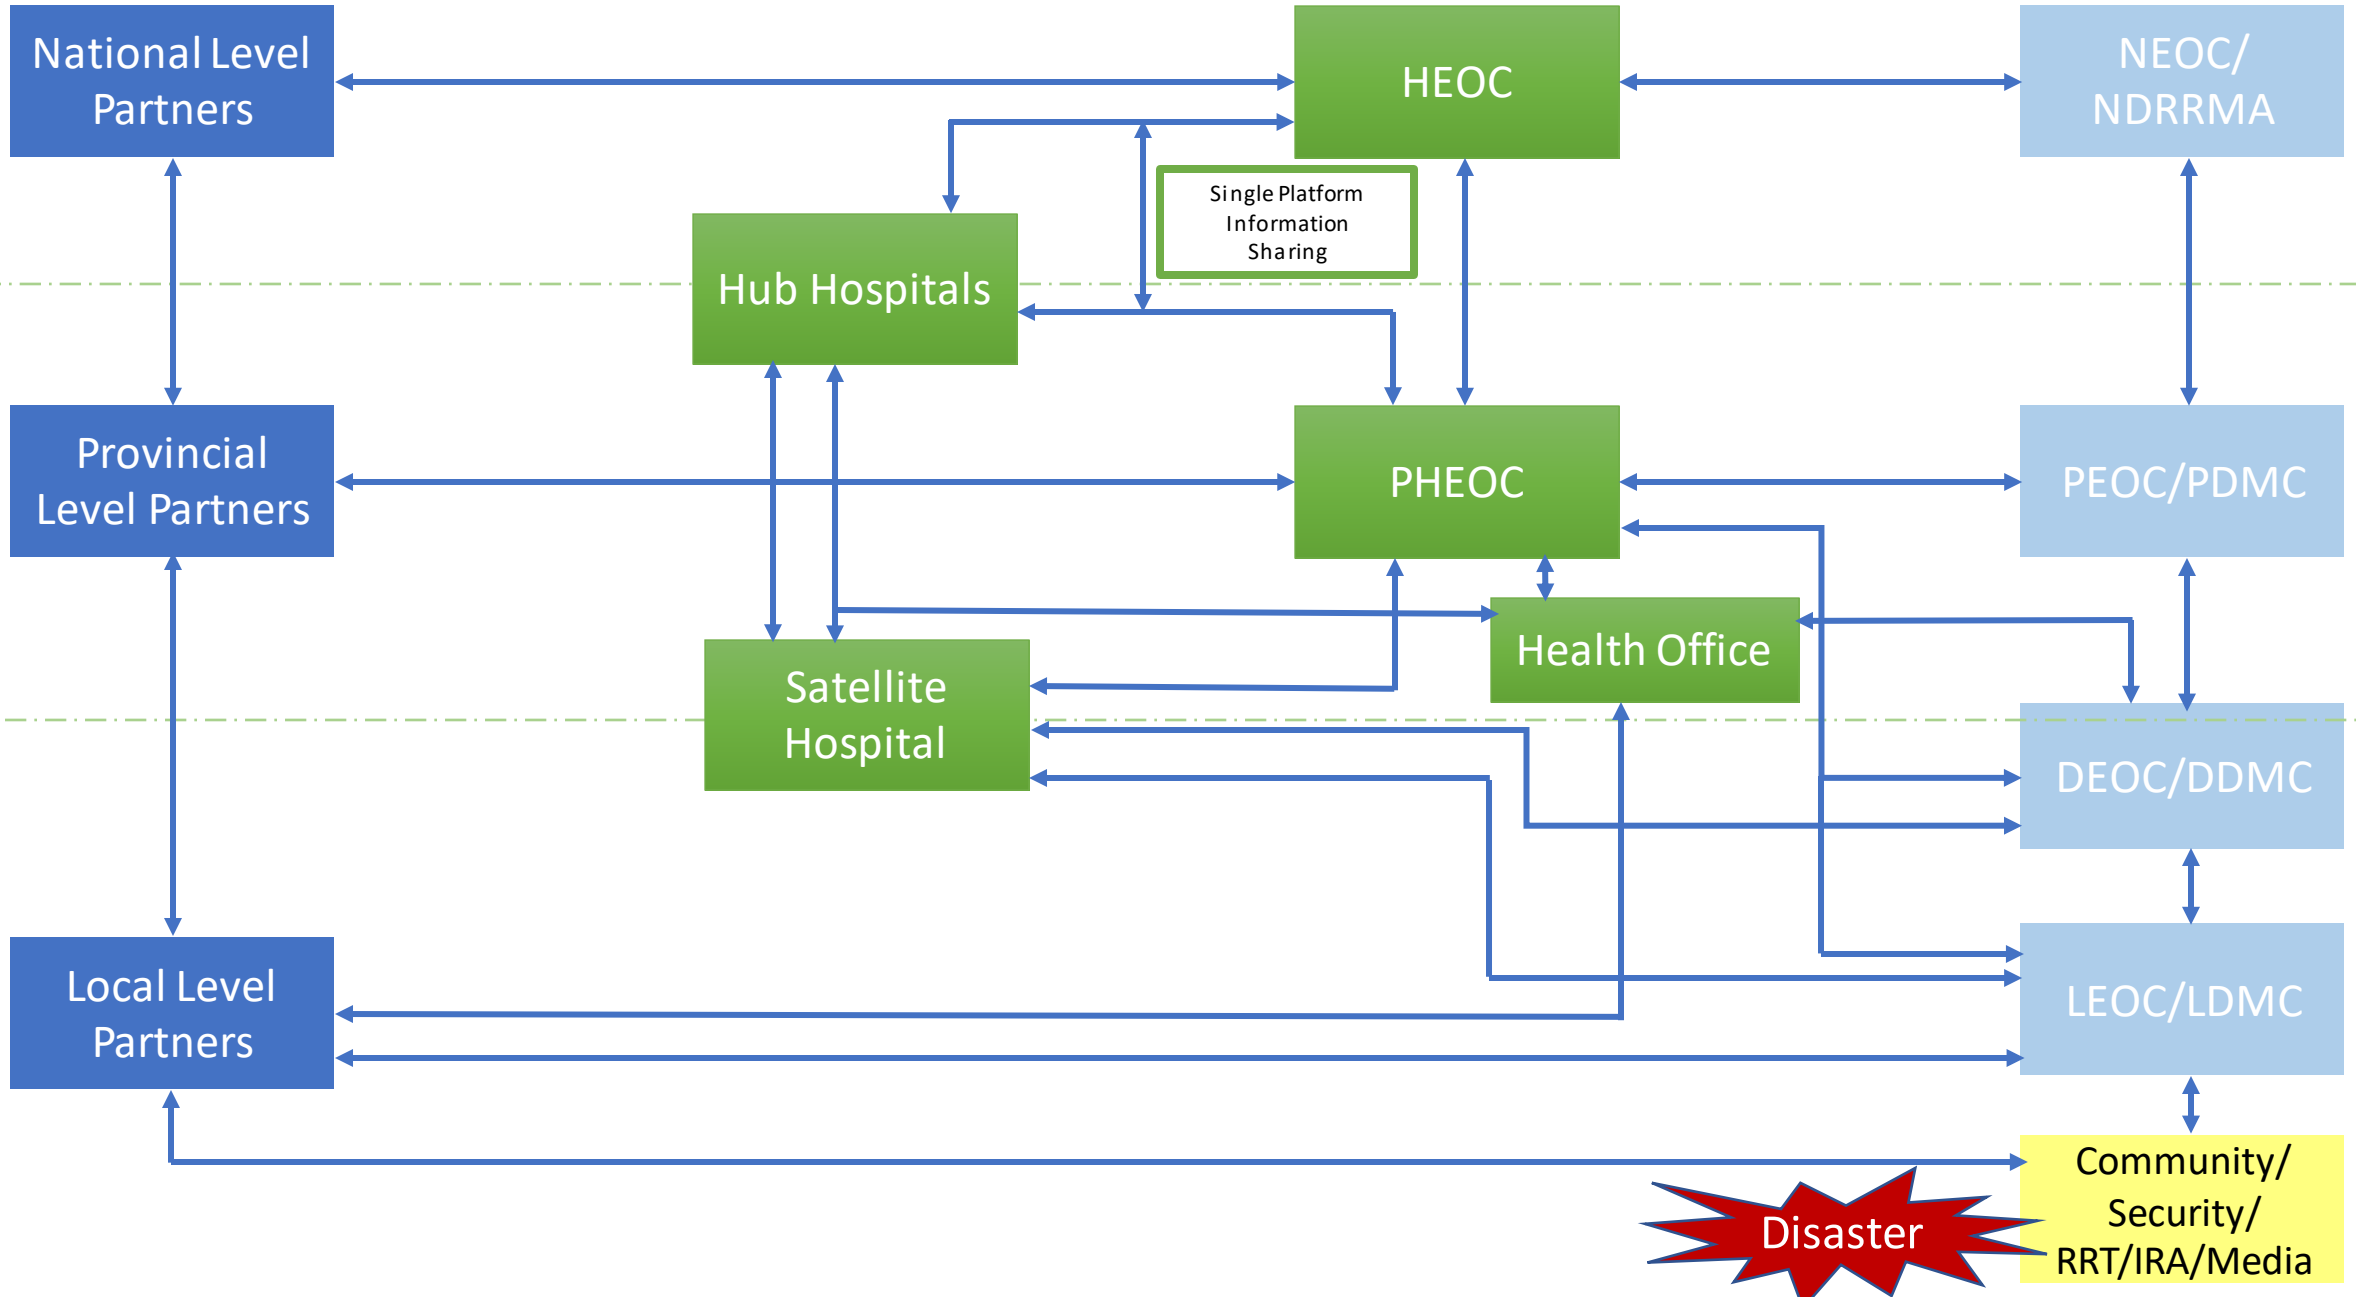 National Level
Partners
HEOC
NEOC/
NDRRMA
Single Platform
Information
Sharing
Hub Hospitals
Provincial
Level Partners
PHEOC
PEOC/PDMC
Health Office
Satellite
Hospital
DEOC/DDMC
Local Level
Partners
LEOC/LDMC
Community/
Security/
RRT/IRA/Media
Disaster